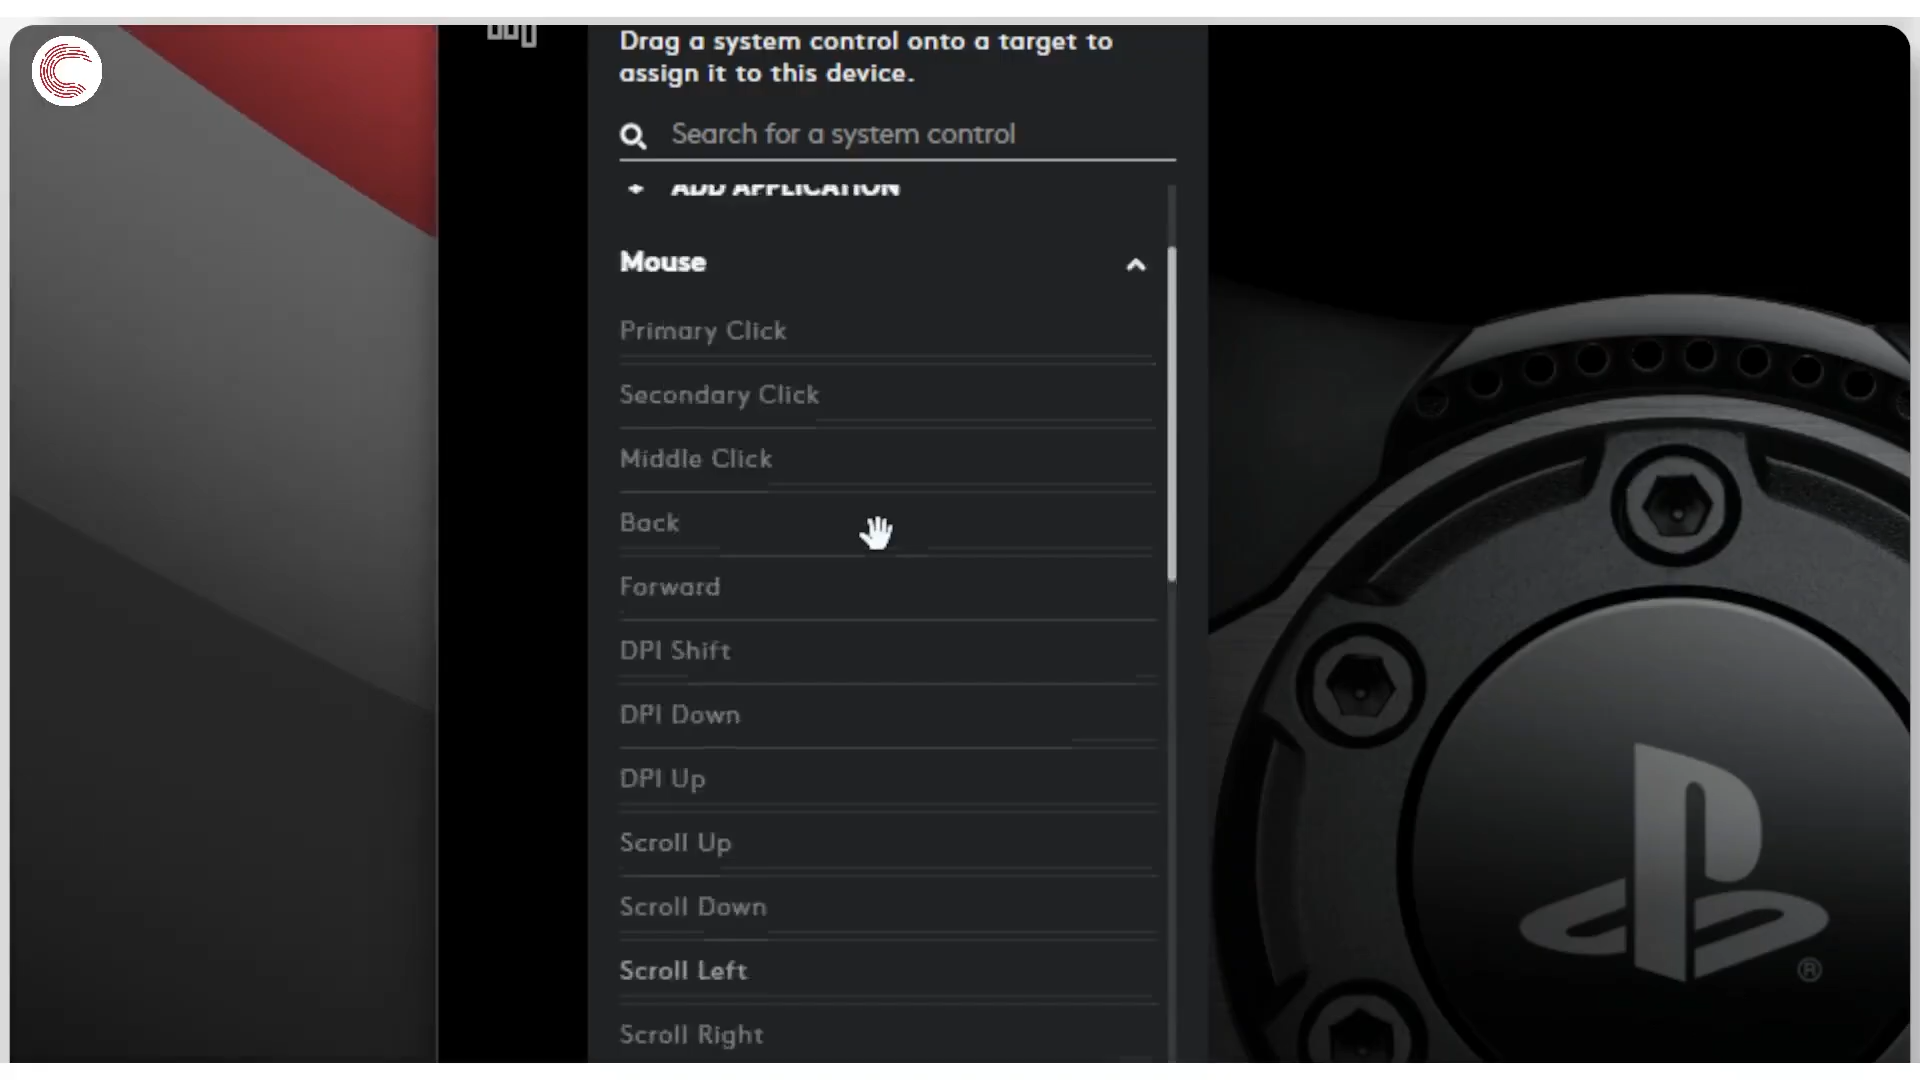 Drag a system control onto a target to
assign it to this device.
Search for a system control
+ ADD APPLICATION
Mouse
Primary Click
Secondary Click
Middle Click
Back
Forward
DPI Shift
DPI Down
DPI Up
Scroll Up
Scroll Down
Scroll Left
Scroll Right
®